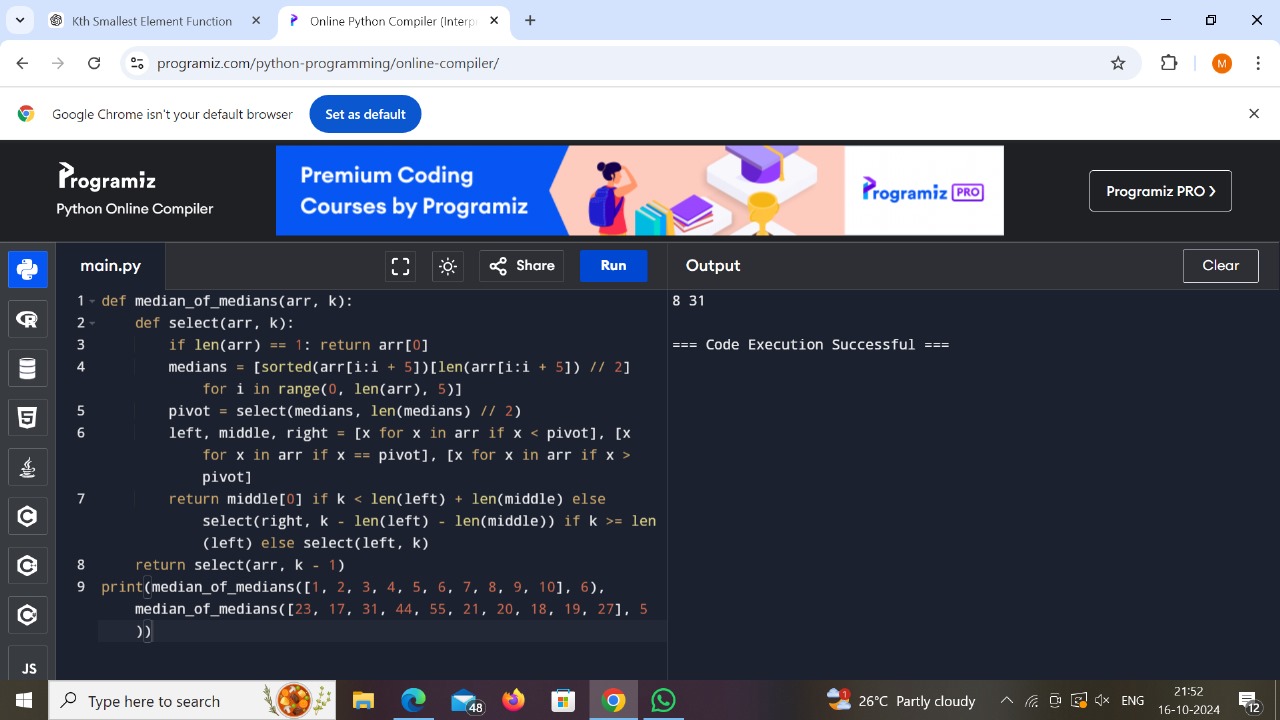 Kth Smallest Element Function
Online Python Compiler (Interp
programiz.com/python-programming/online-compiler/
M
Google Chrome isn't your default browser
Set as default
Programiz
Python Online Compiler
Premium Coding
Courses by Programiz
Programiz PRO
Programiz PRO ❯
main.py
Share
Run
Output
Clear
1 def median_of_medians(arr, k):
2     def select(arr, k):
3         if len(arr) == 1: return arr[0]
4         medians = [sorted(arr[i:i + 5])[len(arr[i:i + 5]) // 2]
            for i in range(0, len(arr), 5)]
5         pivot = select(medians, len(medians) // 2)
6         left, middle, right = [x for x in arr if x < pivot], [x
            for x in arr if x == pivot], [x for x in arr if x >
            pivot]
7         return middle[0] if k < len(left) + len(middle) else
            select(right, k - len(left) - len(middle)) if k >= len
            (left) else select(left, k)
8     return select(arr, k - 1)
9 print(median_of_medians([1, 2, 3, 4, 5, 6, 7, 8, 9, 10], 6),
    median_of_medians([23, 17, 31, 44, 55, 21, 20, 18, 19, 27], 5
    ))
8 31
=== Code Execution Successful ===
JS
Type here to search
48
1
26°C Partly cloudy
ENG
21:52
16-10-2024
12